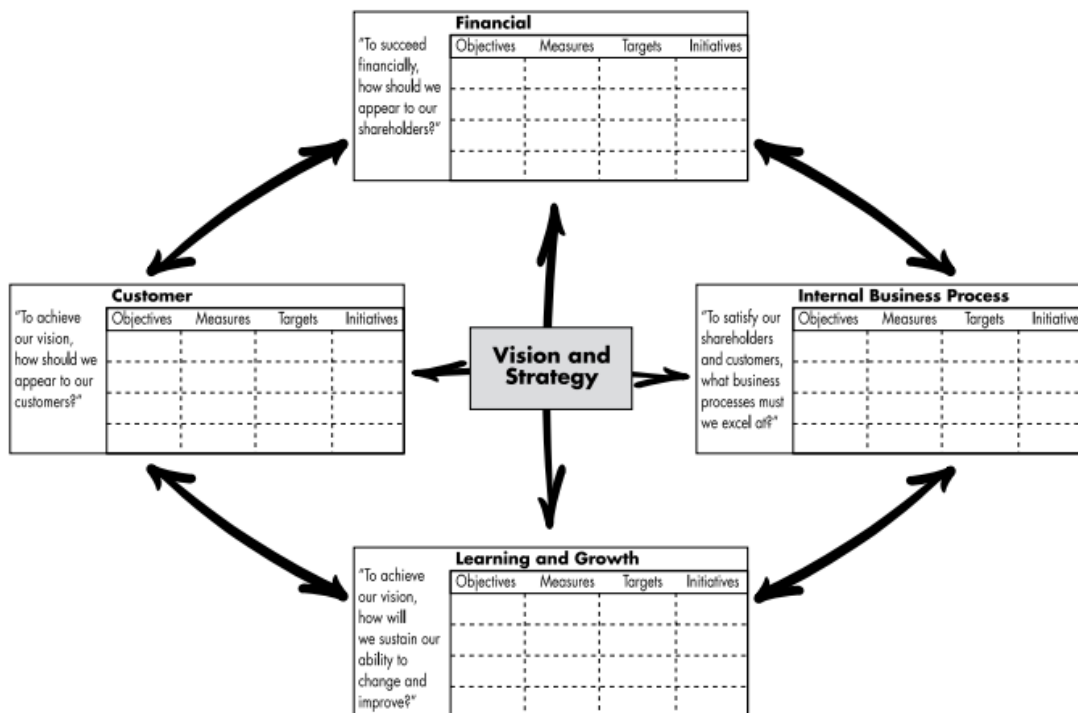 Financial
"To succeed
financially,
how should we
appear to our
shareholders?"
Objectives Measures Targets Initiatives
Customer
"To achieve
our vision,
how should we
appear to our
customers?"
Objectives Measures Targets Initiatives
Vision and
Strategy
Internal Business Process
"To satisfy our
shareholders
and customers,
what business
processes must
we excel at?"
Objectives Measures Targets Initiative
Learning and Growth
"To achieve
our vision,
how will
we sustain our
ability to
change and
improve?"
Objectives Measures Targets Initiatives